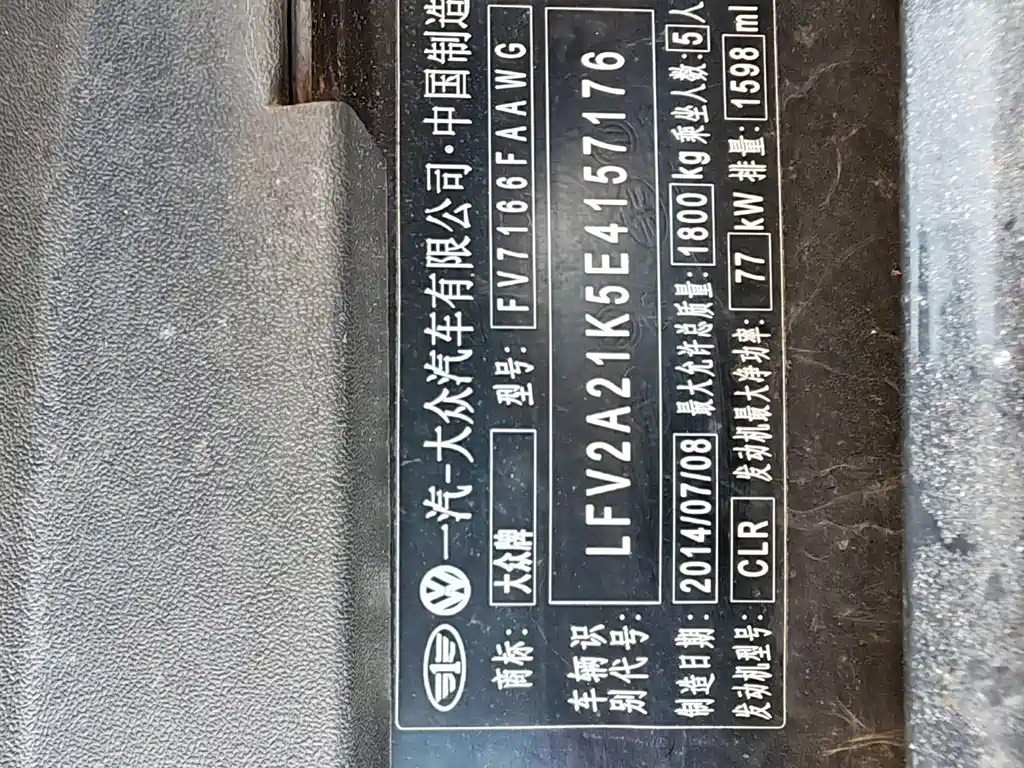 一汽-大众汽车有限公司·中国制造
商标: 大众牌 型号: FV7166FAAWG
车辆识别代号: LFV2A21K5E4157176
制造日期: 2014/07/08 最大允许总质量: 1800 kg 乘坐人数: 5 人
发动机型号: CLR 发动机最大净功率: 77 kW 排量: 1598 ml